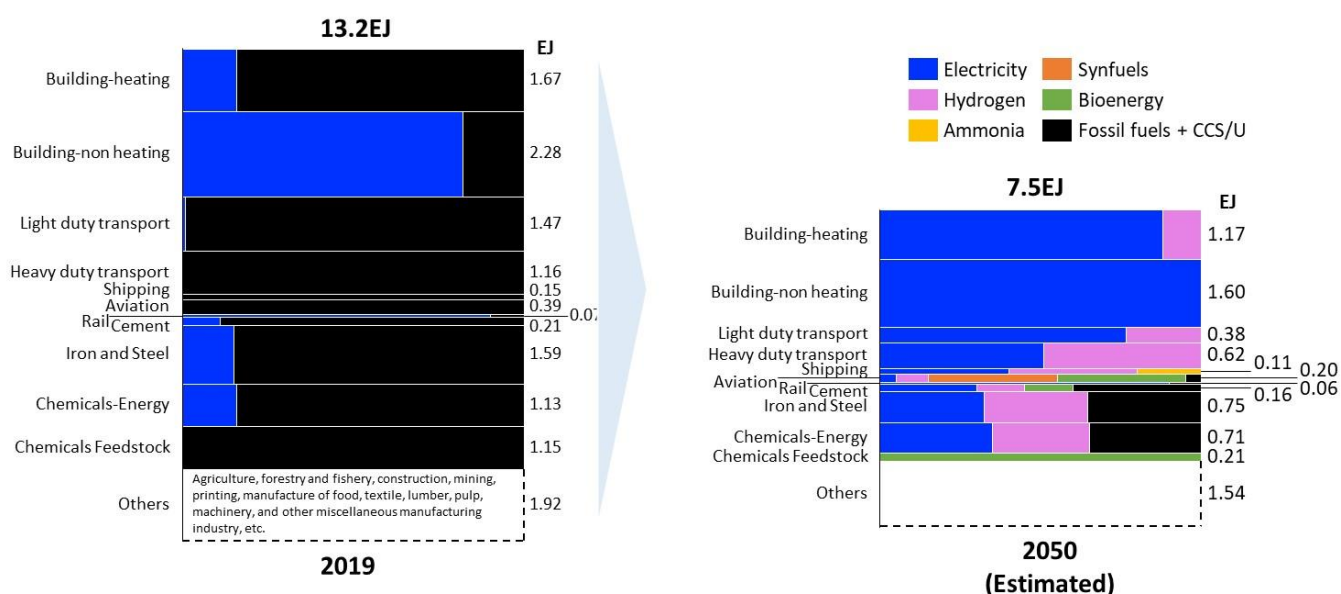 13.2EJ
EJ
Building-heating 1.67
Building-non heating 2.28
Light duty transport 1.47
Heavy duty transport 1.16
Shipping 0.15
Aviation 0.39
Rail 0.07
Cement 0.21
Iron and Steel 1.59
Chemicals-Energy 1.13
Chemicals Feedstock 1.15
Others 1.92
Agriculture, forestry and fishery, construction, mining,
printing, manufacture of food, textile, lumber, pulp,
machinery, and other miscellaneous manufacturing
industry, etc.
2019
Electricity Synfuels
Hydrogen Bioenergy
Ammonia Fossil fuels + CCS/U
7.5EJ
EJ
Building-heating 1.17
Building-non heating 1.60
Light duty transport 0.38
Heavy duty transport 0.62
Shipping 0.11
Aviation 0.20
Rail 0.06
Cement 0.16
Iron and Steel 0.75
Chemicals-Energy 0.71
Chemicals Feedstock 0.21
Others 1.54
2050
(Estimated)